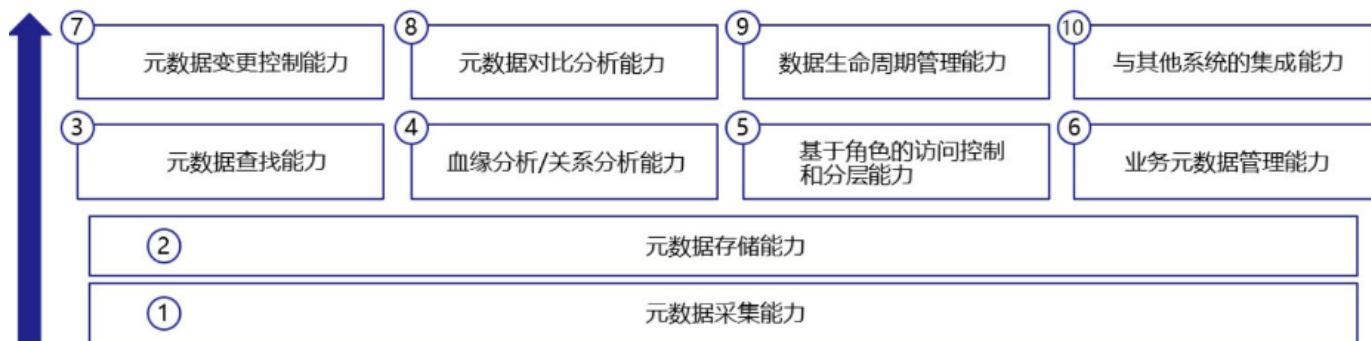 ⑦ 元数据变更控制能力
⑧ 元数据对比分析能力
⑨ 数据生命周期管理能力
⑩ 与其他系统的集成能力
③ 元数据查找能力
④ 血缘分析/关系分析能力
⑤ 基于角色的访问控制
和分层能力
⑥ 业务元数据管理能力
② 元数据存储能力
① 元数据采集能力